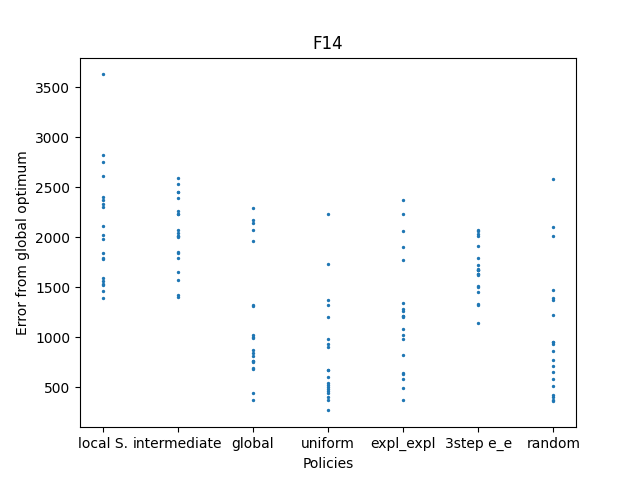 F14
Error from global optimum
3500
3000
2500
2000
1500
1000
500
local S. intermediate global uniform expl_expl 3step e_e random
Policies